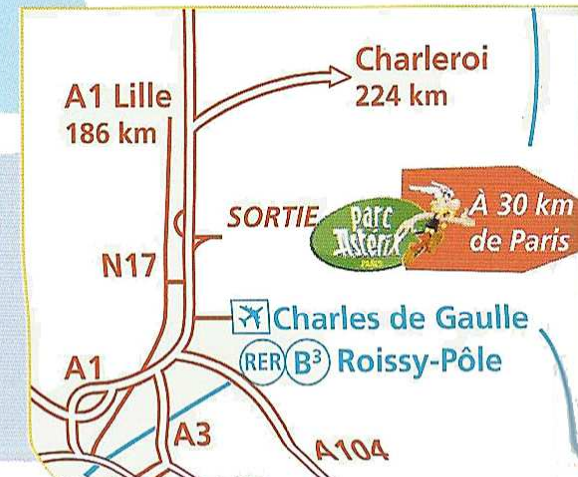 Charleroi
224 km
A1 Lille
186 km
SORTIE
parc
Astérix
PARIS
À 30 km
de Paris
N17
Charles de Gaulle
RER B3 Roissy-Pôle
A1
A3
A104